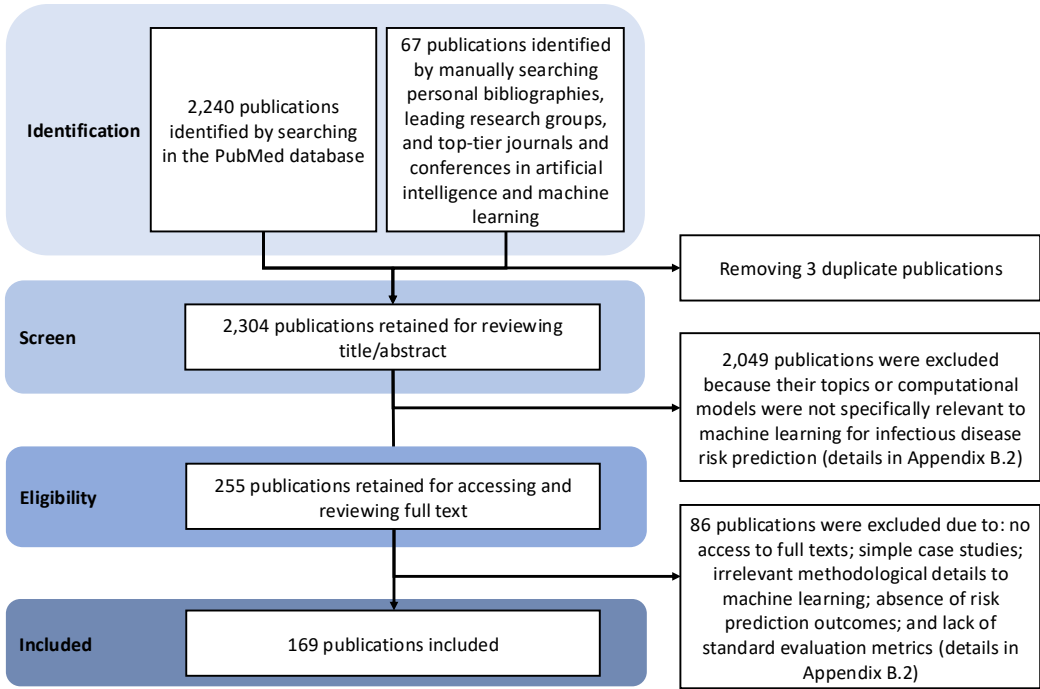 Identification
2,240 publications
identified by searching
in the PubMed database
67 publications identified
by manually searching
personal bibliographies,
leading research groups,
and top-tier journals and
conferences in artificial
intelligence and machine
learning
Removing 3 duplicate publications
Screen
2,304 publications retained for reviewing
title/abstract
2,049 publications were excluded
because their topics or computational
models were not specifically relevant to
machine learning for infectious disease
risk prediction (details in Appendix B.2)
Eligibility
255 publications retained for accessing and
reviewing full text
86 publications were excluded due to: no
access to full texts; simple case studies;
irrelevant methodological details to
machine learning; absence of risk
prediction outcomes; and lack of
standard evaluation metrics (details in
Appendix B.2)
Included
169 publications included